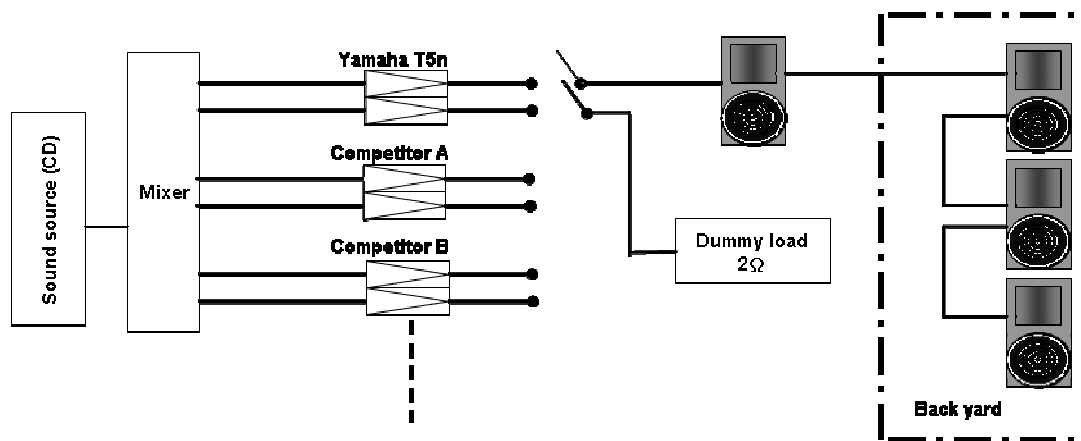 Sound source (CD)
Mixer
Yamaha T5n
Competitor A
Competitor B
Dummy load
2Ω
Back yard